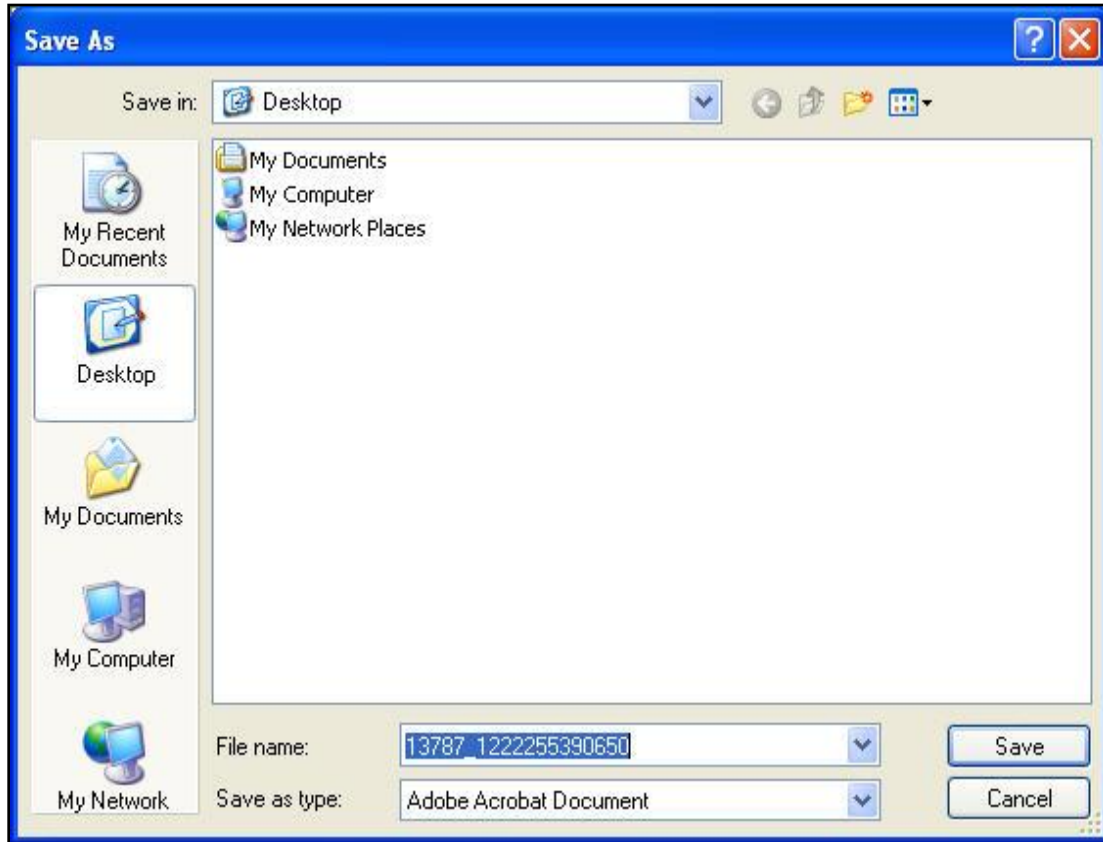 Save As
Save in: Desktop
My Recent
Documents
Desktop
My Documents
My Computer
My Network
My Documents
My Computer
My Network Places
File name: 13787_1222255390650 Save
Save as type: Adobe Acrobat Document Cancel